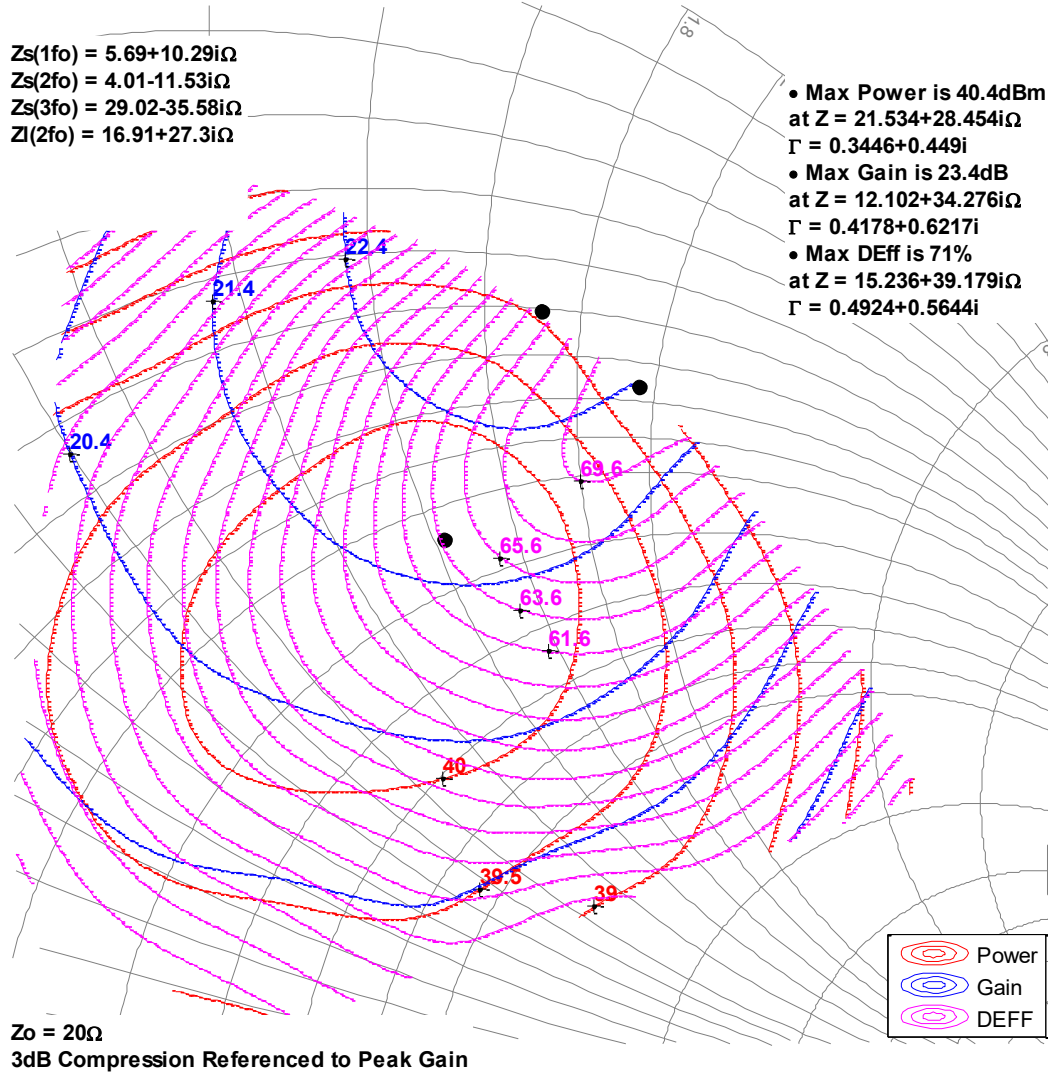 Zs(1fo) = 5.69+10.29iΩ
Zs(2fo) = 4.01-11.53iΩ
Zs(3fo) = 29.02-35.58iΩ
Zl(2fo) = 16.91+27.3iΩ
1.8
• Max Power is 40.4dBm
at Z = 21.534+28.454iΩ
Γ = 0.3446+0.449i
• Max Gain is 23.4dB
at Z = 12.102+34.276iΩ
Γ = 0.4178+0.6217i
• Max DEff is 71%
at Z = 15.236+39.179iΩ
Γ = 0.4924+0.5644i
22.4
21.4
20.4
69.6
65.6
63.6
61.6
40
39.5
39
Power
Gain
DEFF
Zo = 20Ω
3dB Compression Referenced to Peak Gain